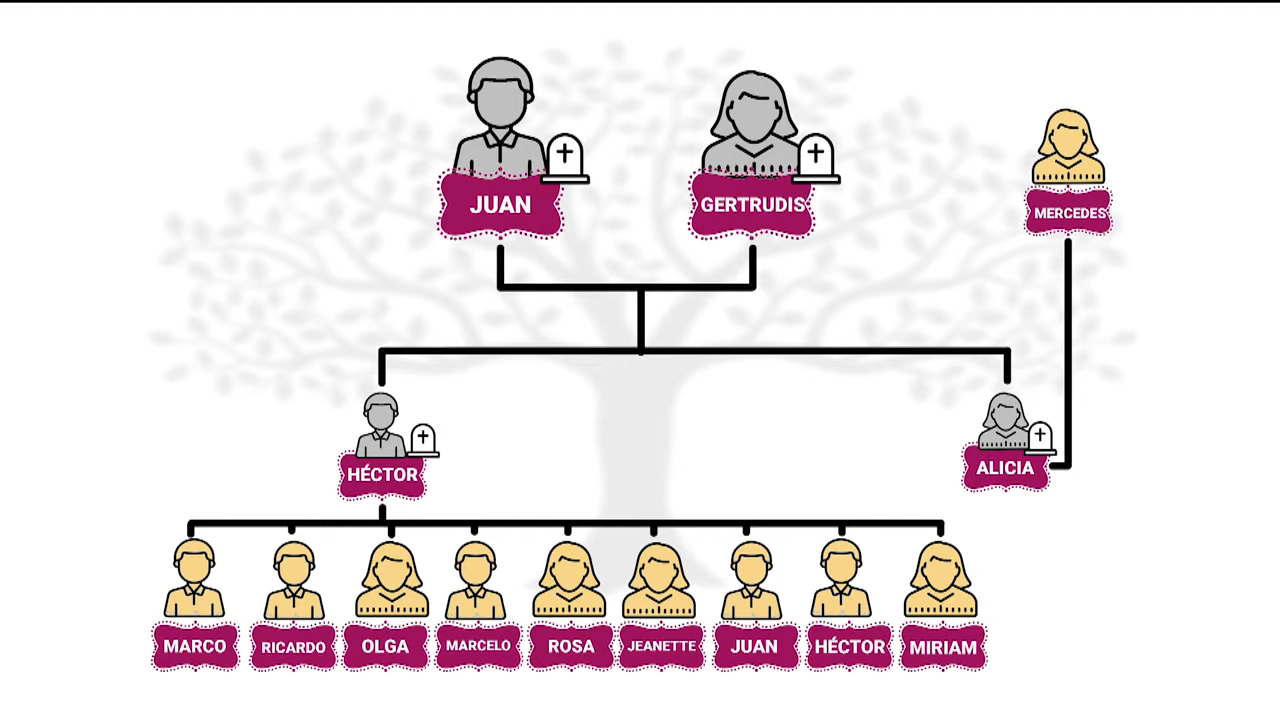 JUAN
GERTRUDIS
MERCEDES
HÉCTOR
ALICIA
MARCO
RICARDO
OLGA
MARCELO
ROSA
JEANETTE
JUAN
HÉCTOR
MIRIAM